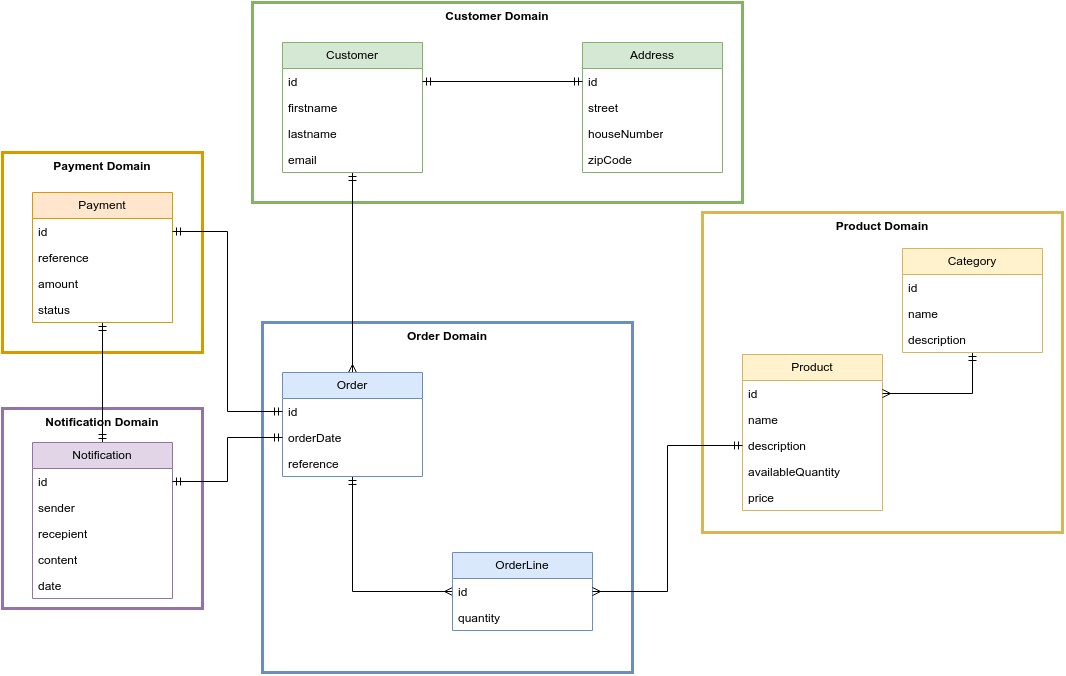 Customer Domain
Customer
id
firstname
lastname
email
Address
id
street
houseNumber
zipCode
Payment Domain
Payment
id
reference
amount
status
Product Domain
Category
id
name
description
Product
id
name
description
availableQuantity
price
Order Domain
Order
id
orderDate
reference
OrderLine
id
quantity
Notification Domain
Notification
id
sender
recepient
content
date